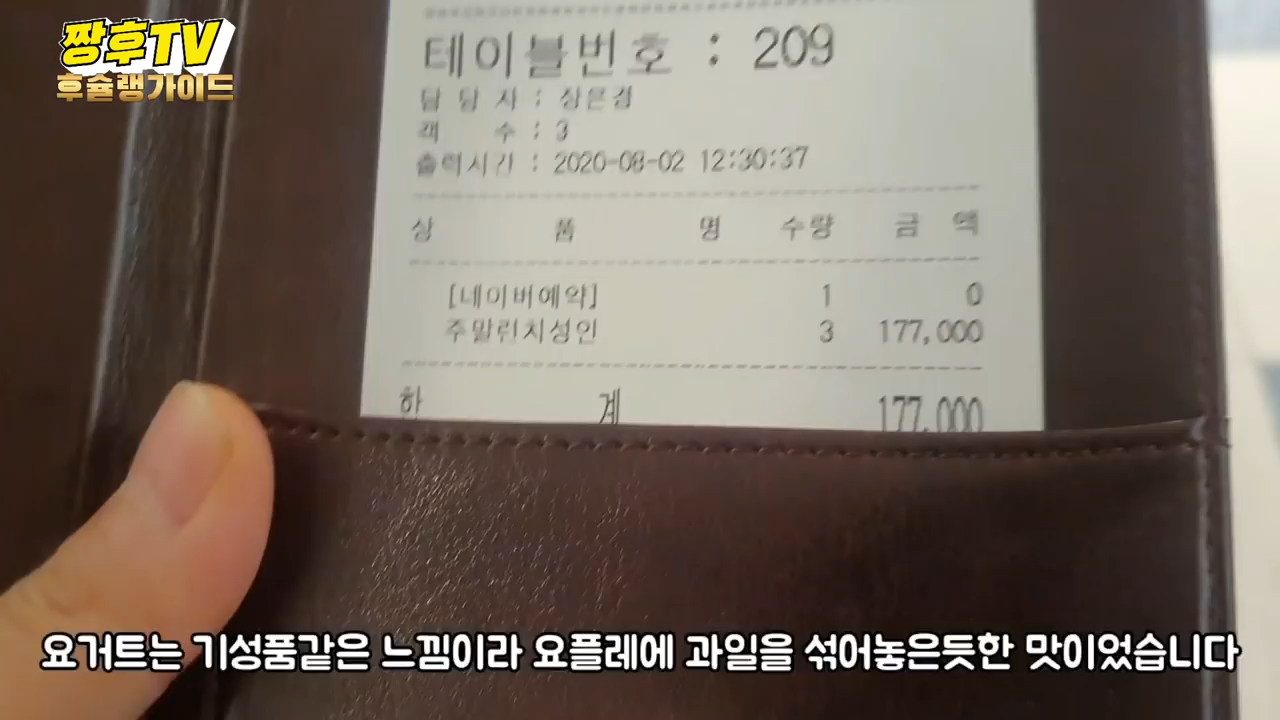 짱후TV
후슐랭가이드
테이블번호 : 209
담 당 자 : 장은경
객 수 : 3
출력시간 : 2020-08-02 12:30:37
상 품 명 수량 금 액
[네이버예약] 1 0
주말런치성인 3 177,000
합 계 177,000
요거트는 기성품같은 느낌이라 요플레에 과일을 섞어놓은듯한 맛이었습니다